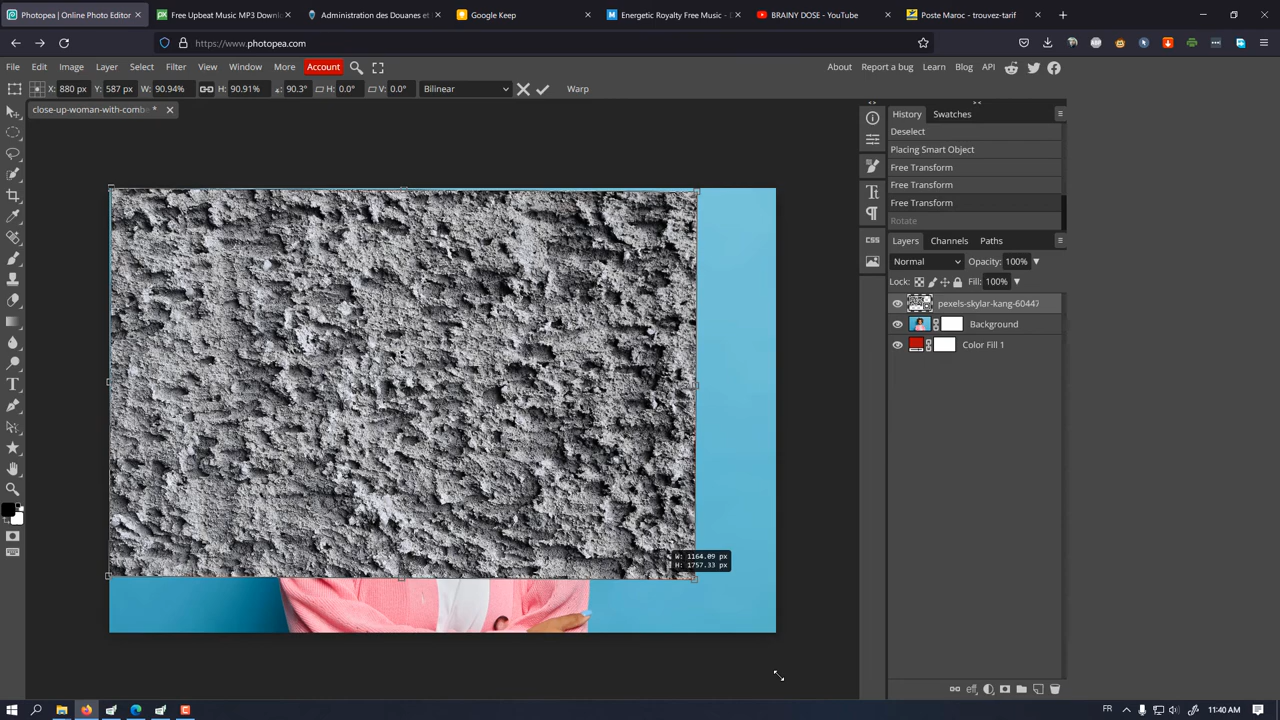 Photopea | Online Photo Editor
Free Upbeat Music MP3 Downl
Administration des Douanes et
Google Keep
Energetic Royalty Free Music - D
BRAINY DOSE - YouTube
Poste Maroc - trouvez-tarif
https://www.photopea.com
File Edit Image Layer Select Filter View Window More Account
About Report a bug Learn Blog API
X: 880 px Y: 587 px W: 90.94% H: 90.91% ∠: 90.3° H: 0.0° V: 0.0° Bilinear Warp
close-up-woman-with-combe *
History Swatches
Deselect
Placing Smart Object
Free Transform
Free Transform
Free Transform
Rotate
Layers Channels Paths
Normal Opacity: 100%
Lock: Fill: 100%
pexels-skylar-kang-60447
Background
Color Fill 1
CSS
W: 1164.09 px
H: 1757.33 px
eff
FR 11:40 AM